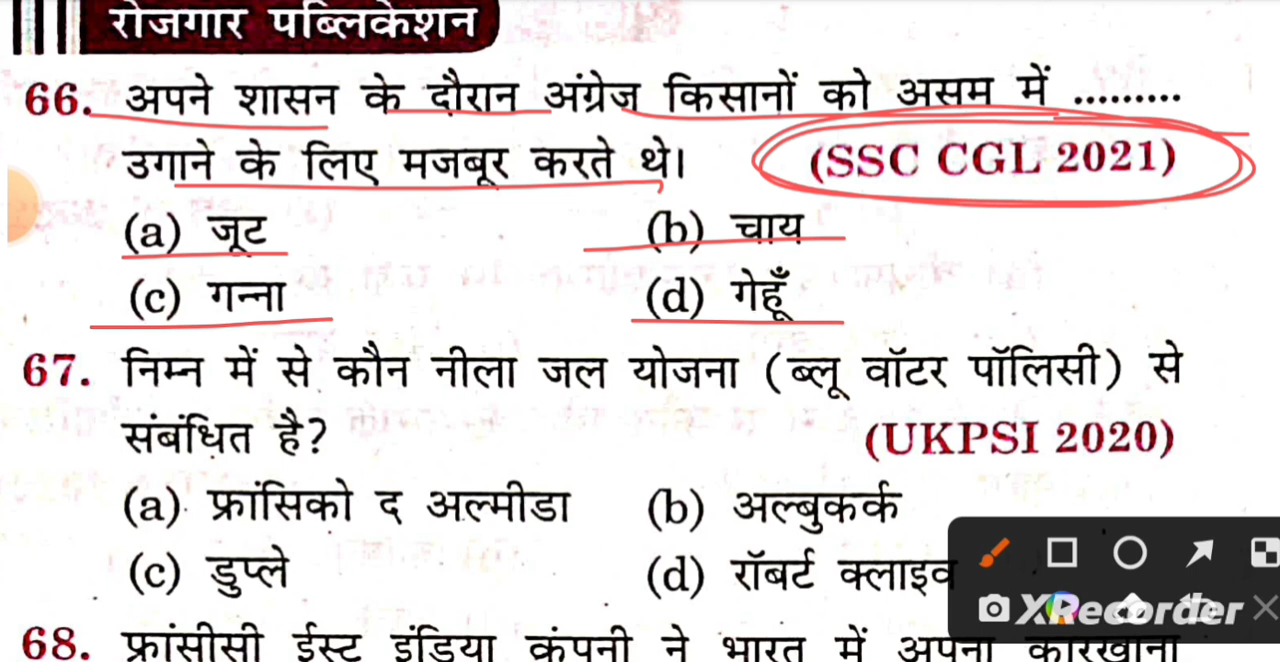 रोजगार पब्लिकेशन
66. अपने शासन के दौरान अंग्रेज किसानों को असम में .........
उगाने के लिए मजबूर करते थे। (SSC CGL 2021)
(a) जूट (b) चाय
(c) गन्ना (d) गेहूँ
67. निम्न में से कौन नीला जल योजना (ब्लू वॉटर पॉलिसी) से
संबंधित है? (UKPSI 2020)
(a) फ्रांसिको द अल्मीडा (b) अल्बुकर्क
(c) डुप्ले (d) रॉबर्ट क्लाइव
XRecorder
68. फ्रांसीसी ईस्ट इंडिया कंपनी ने भारत में अपना कारखाना